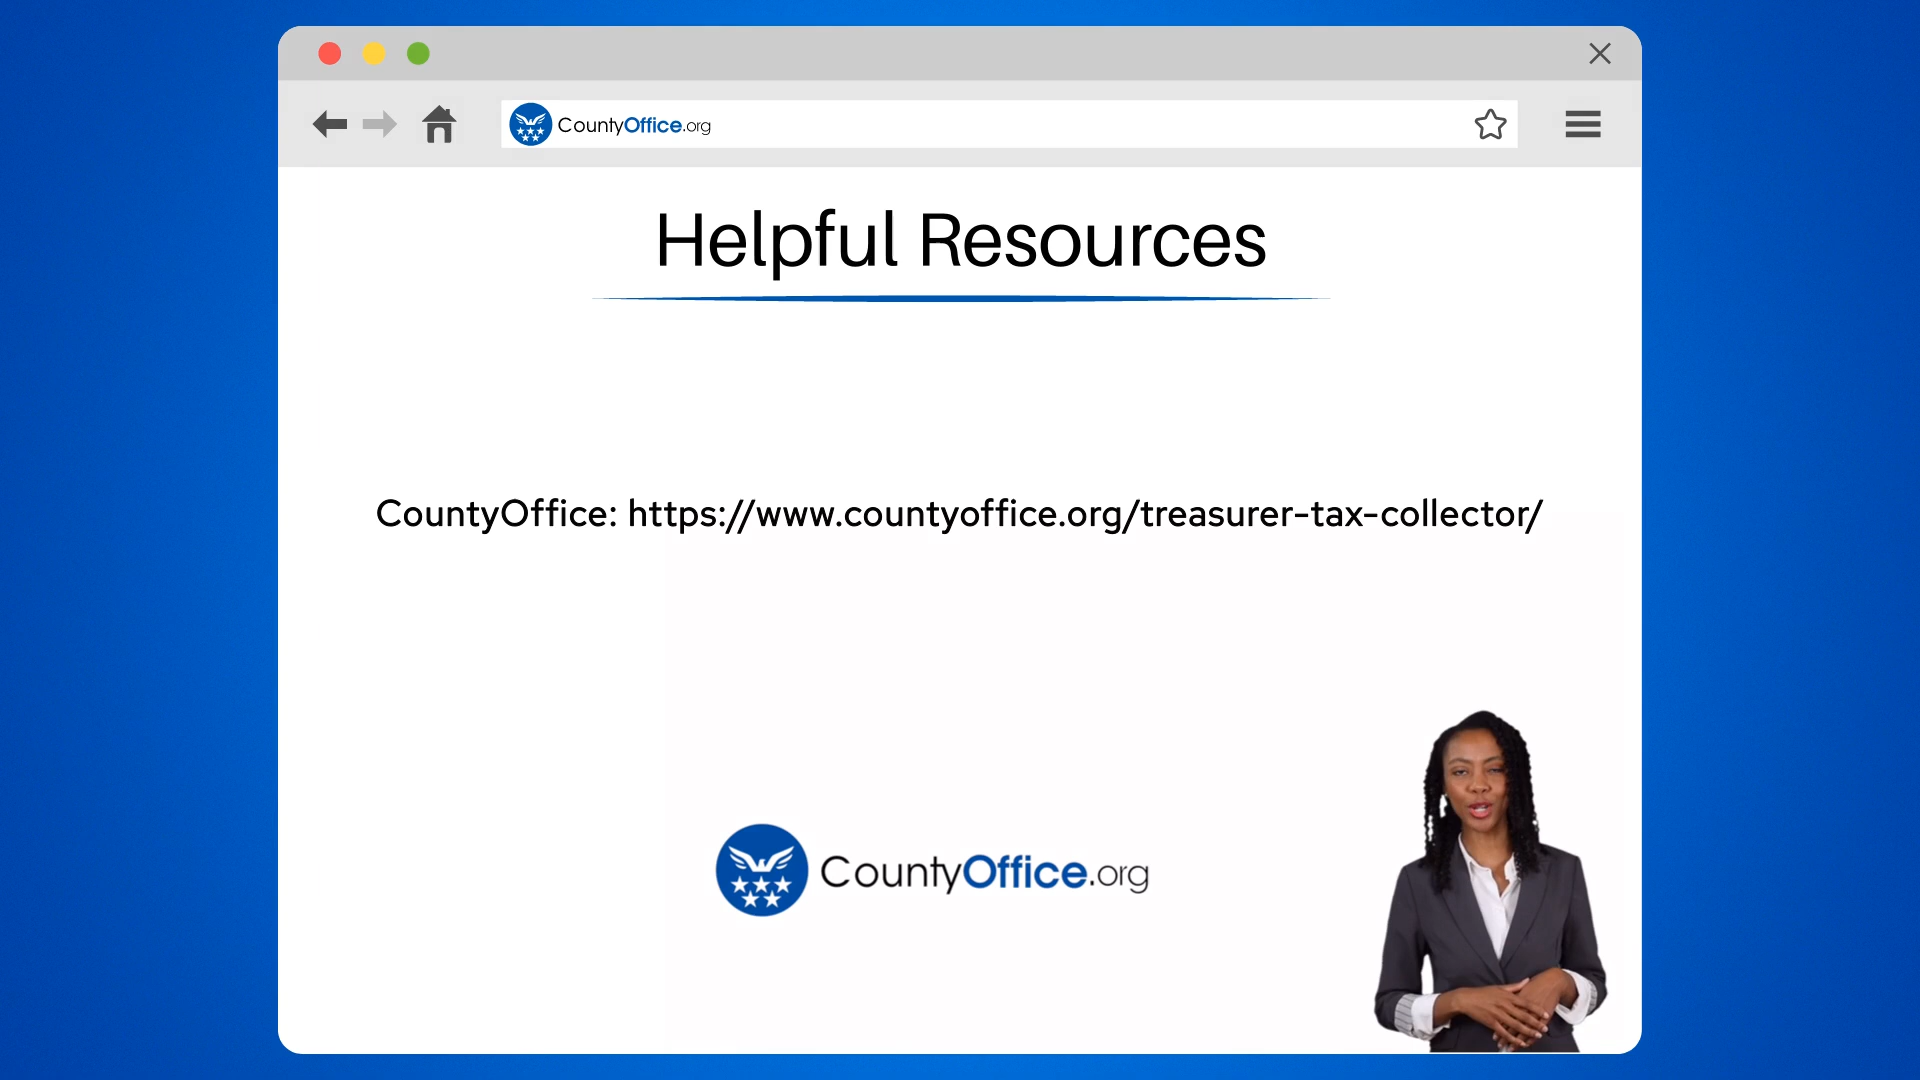 CountyOffice.org
Helpful Resources
CountyOffice: https://www.countyoffice.org/treasurer-tax-collector/
CountyOffice.org